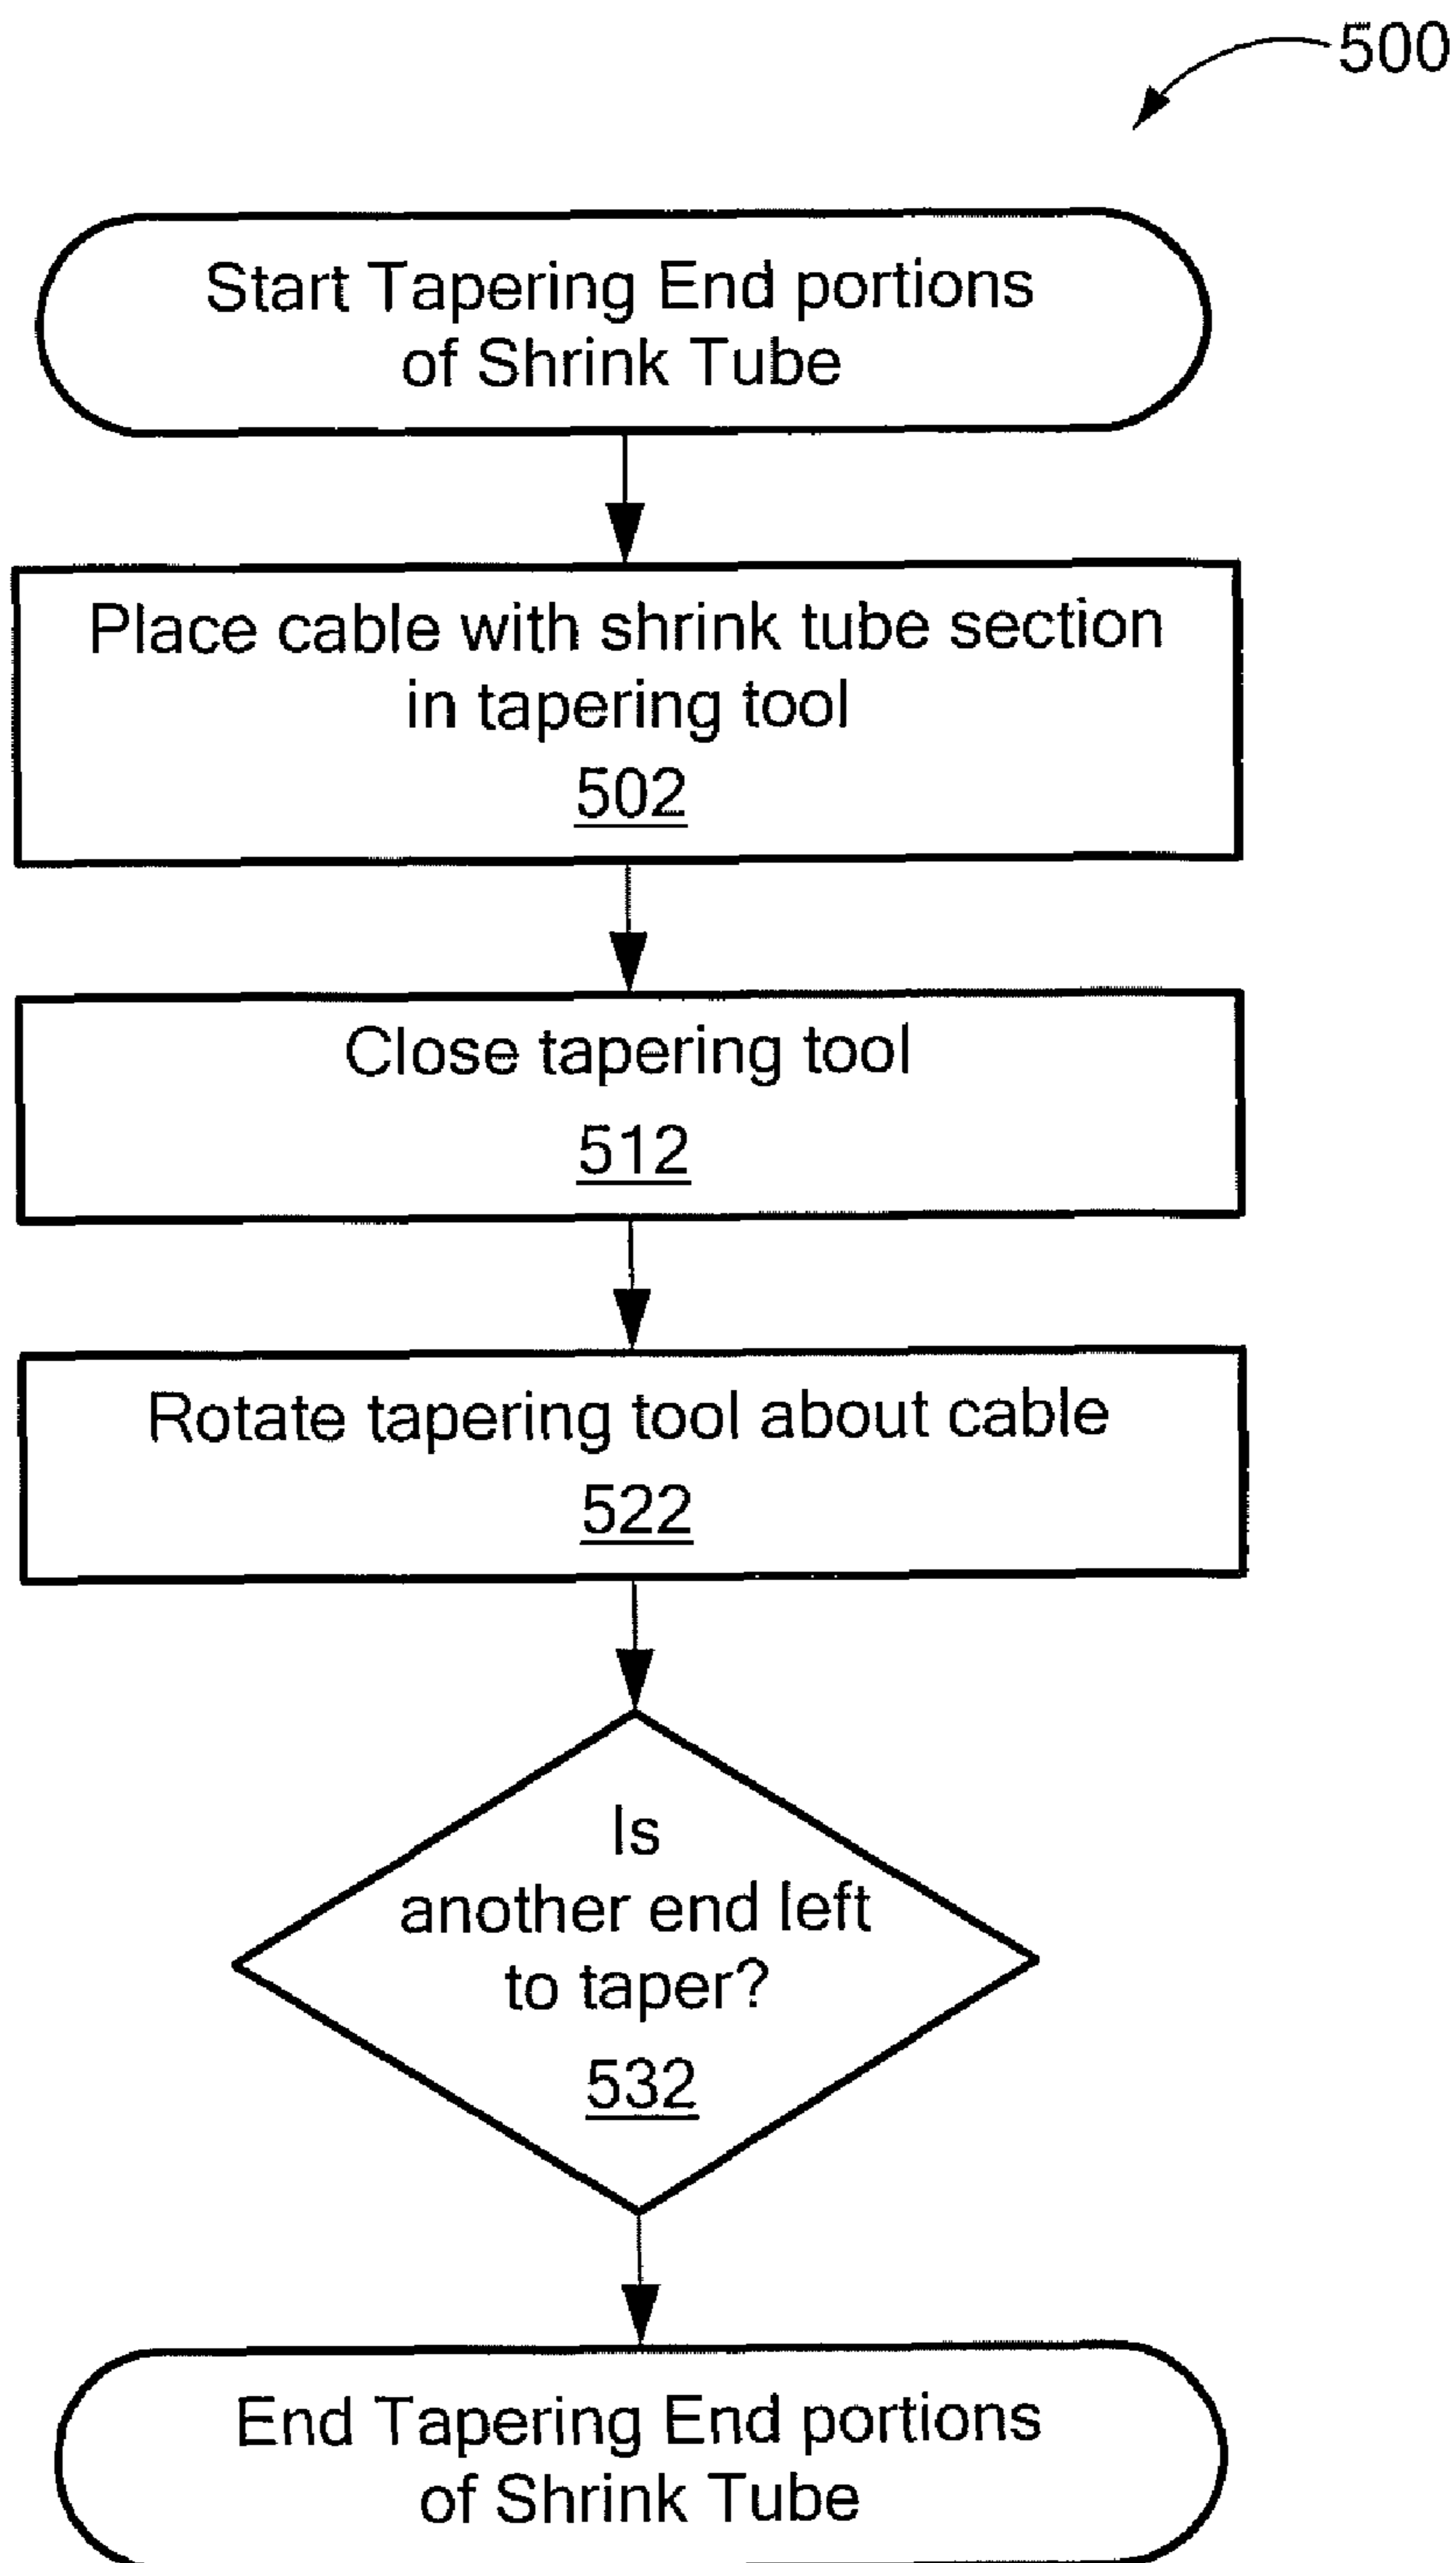 500
Start Tapering End portions
of Shrink Tube
Place cable with shrink tube section
in tapering tool
502
Close tapering tool
512
Rotate tapering tool about cable
522
Is
another end left
to taper?
532
End Tapering End portions
of Shrink Tube